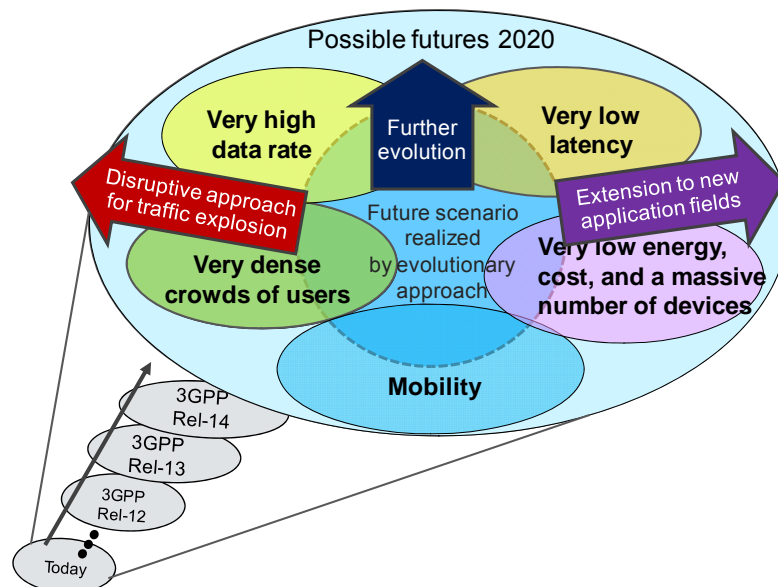 Possible futures 2020
Very high
data rate
Further
evolution
Very low
latency
Disruptive approach
for traffic explosion
Extension to new
application fields
Future scenario
realized
by evolutionary
approach
Very dense
crowds of users
Very low energy,
cost, and a massive
number of devices
Mobility
3GPP
Rel-14
3GPP
Rel-13
3GPP
Rel-12
Today